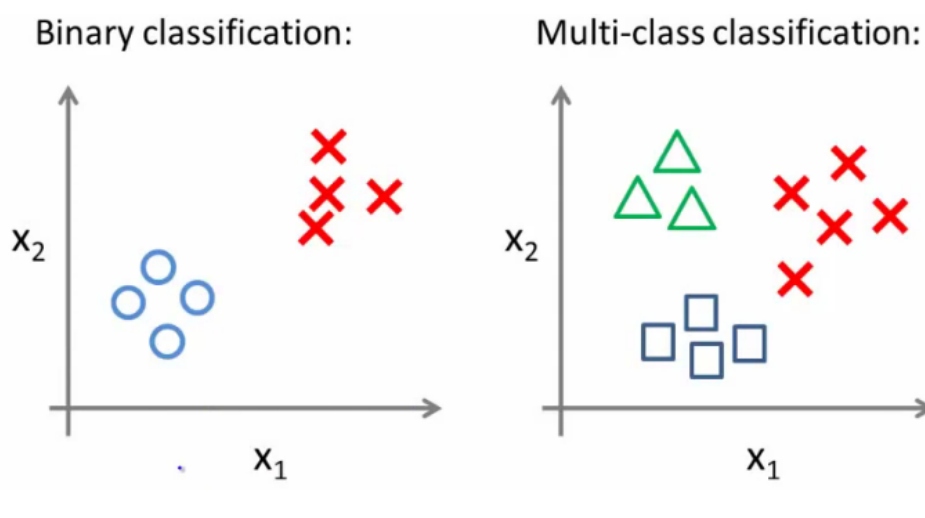 Binary classification:
Multi-class classification:
x₂
x₂
x₁
x₁